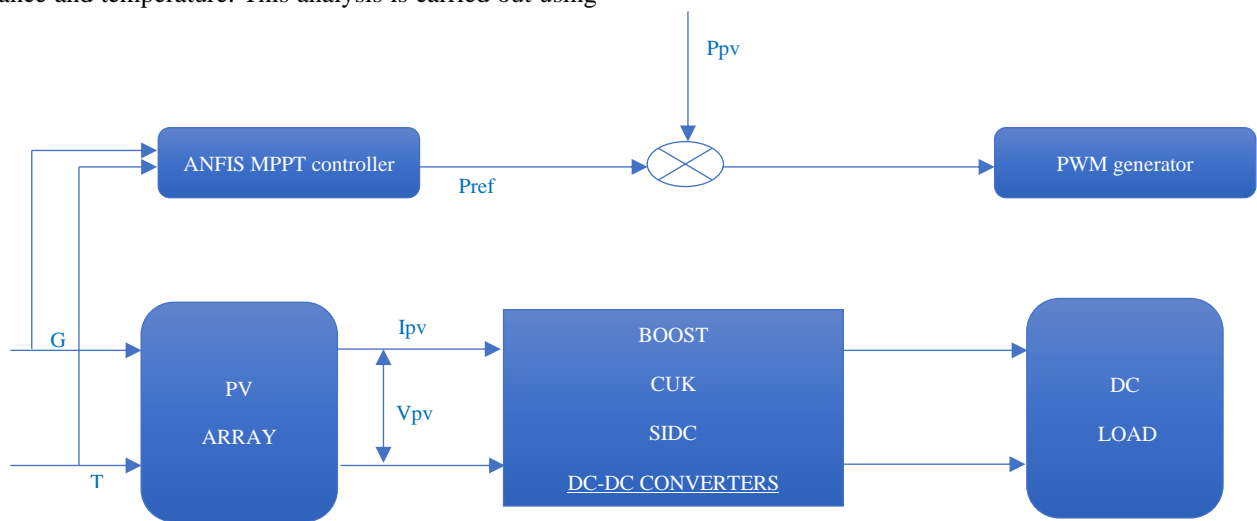 ance and temperature. This analysis is carried out using
Ppv
ANFIS MPPT controller
PWM generator
Pref
G
Ipv
BOOST
PV
CUK
DC
Vpv
ARRAY
SIDC
LOAD
T
DC-DC CONVERTERS